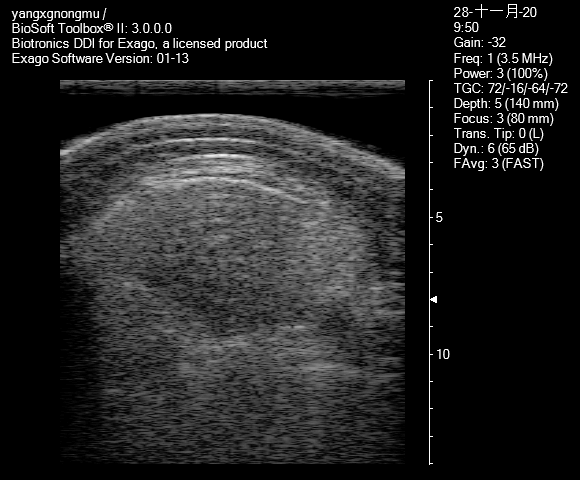 yangxgnongmu /
BioSoft Toolbox® II: 3.0.0.0
Biotronics DDI for Exago, a licensed product
Exago Software Version: 01-13
28-十一月-20
9:50
Gain: -32
Freq: 1 (3.5 MHz)
Power: 3 (100%)
TGC: 72/-16/-64/-72
Depth: 5 (140 mm)
Focus: 3 (80 mm)
Trans. Tip: 0 (L)
Dyn.: 6 (65 dB)
FAvg: 3 (FAST)
5
10